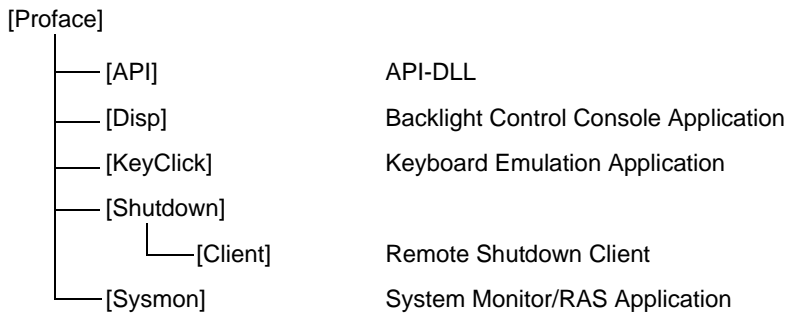 [Proface]
[API] API-DLL
[Disp] Backlight Control Console Application
[KeyClick] Keyboard Emulation Application
[Shutdown]
[Client] Remote Shutdown Client
[Sysmon] System Monitor/RAS Application